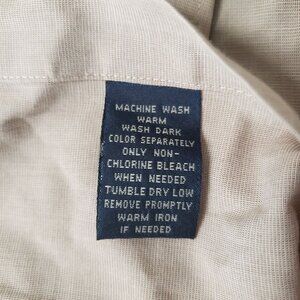 MACHINE WASH
WARM
WASH DARK
COLOR SEPARATELY
ONLY NON-
CHLORINE BLEACH
WHEN NEEDED
TUMBLE DRY LOW
REMOVE PROMPTLY
WARM IRON
IF NEEDED